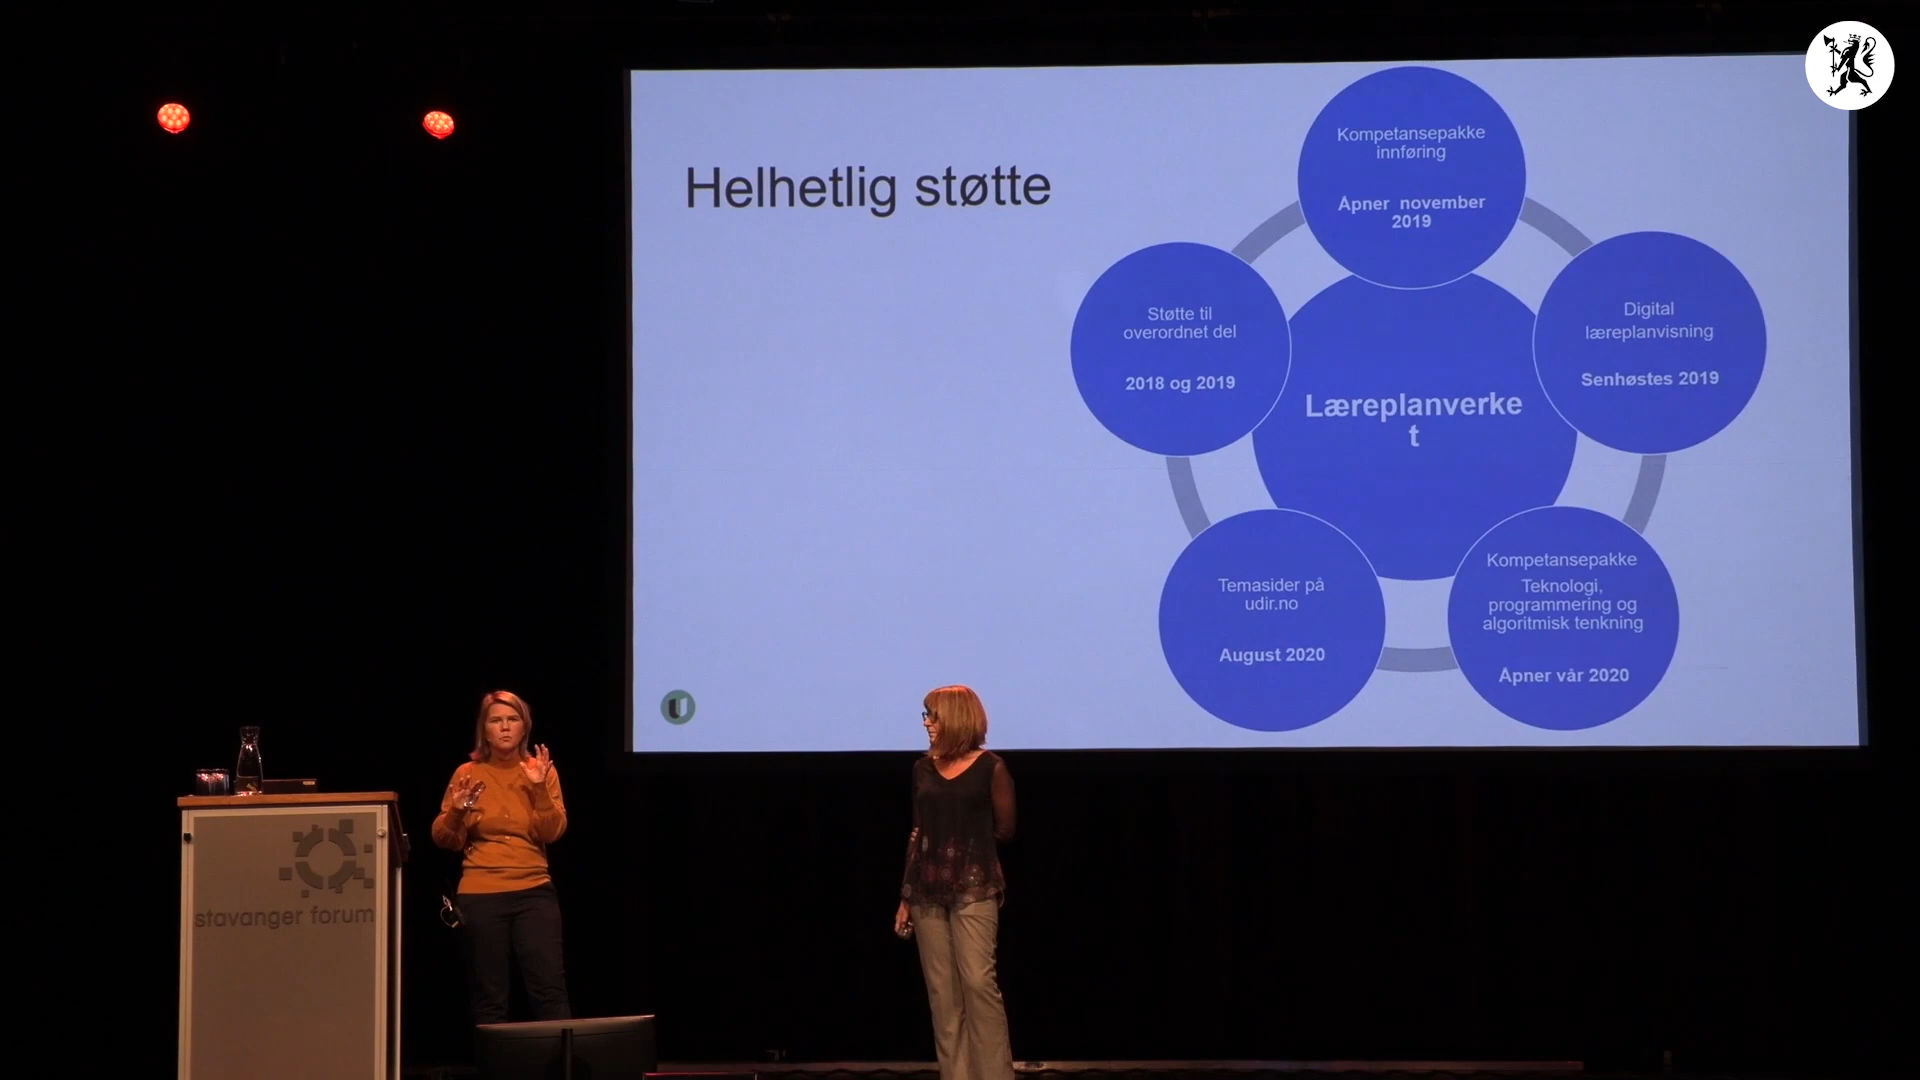 Helhetlig støtte
Kompetansepakke
innføring
Åpner november
2019
Digital
læreplanvisning
Senhøstes 2019
Kompetansepakke
Teknologi,
programmering og
algoritmisk tenkning
Åpner vår 2020
Temasider på
udir.no
August 2020
Støtte til
overordnet del
2018 og 2019
Læreplanverke
t
stavanger forum